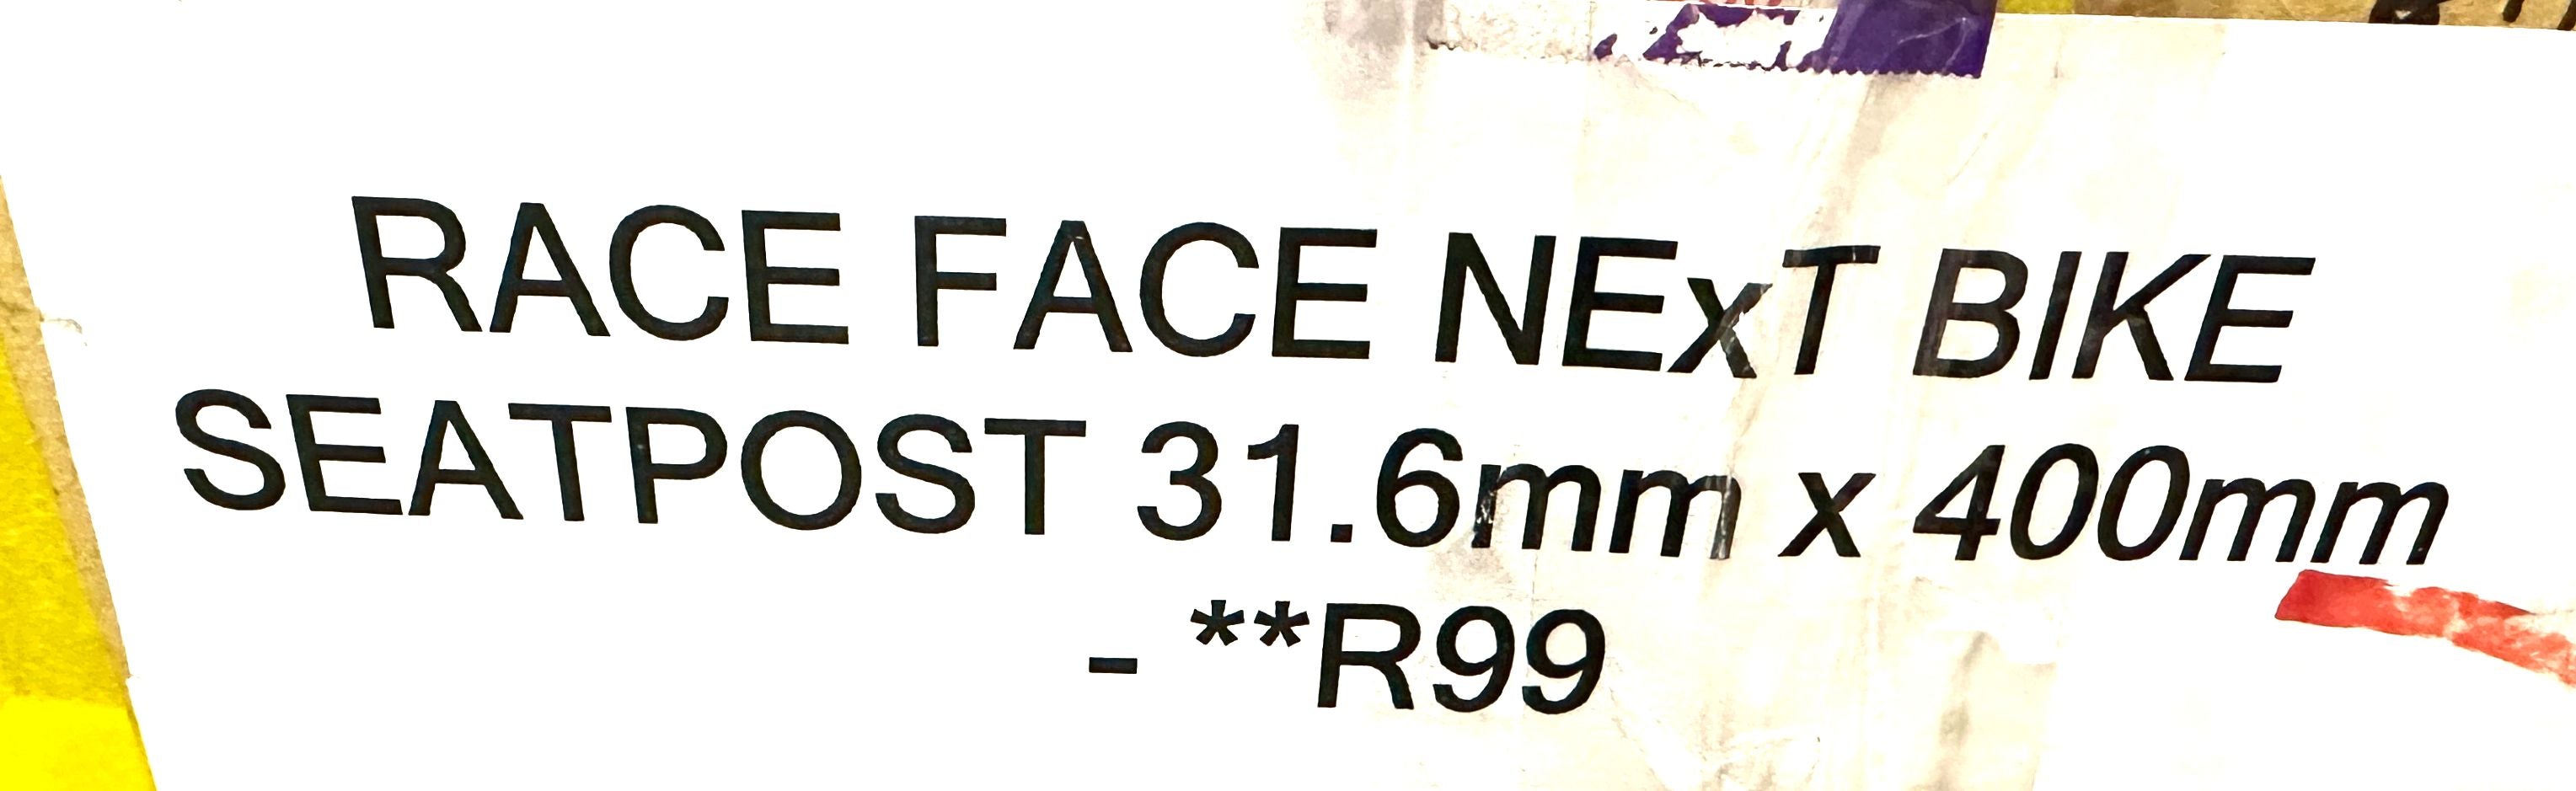 RACE FACE NExT BIKE
SEATPOST 31.6mm x 400mm
- **R99